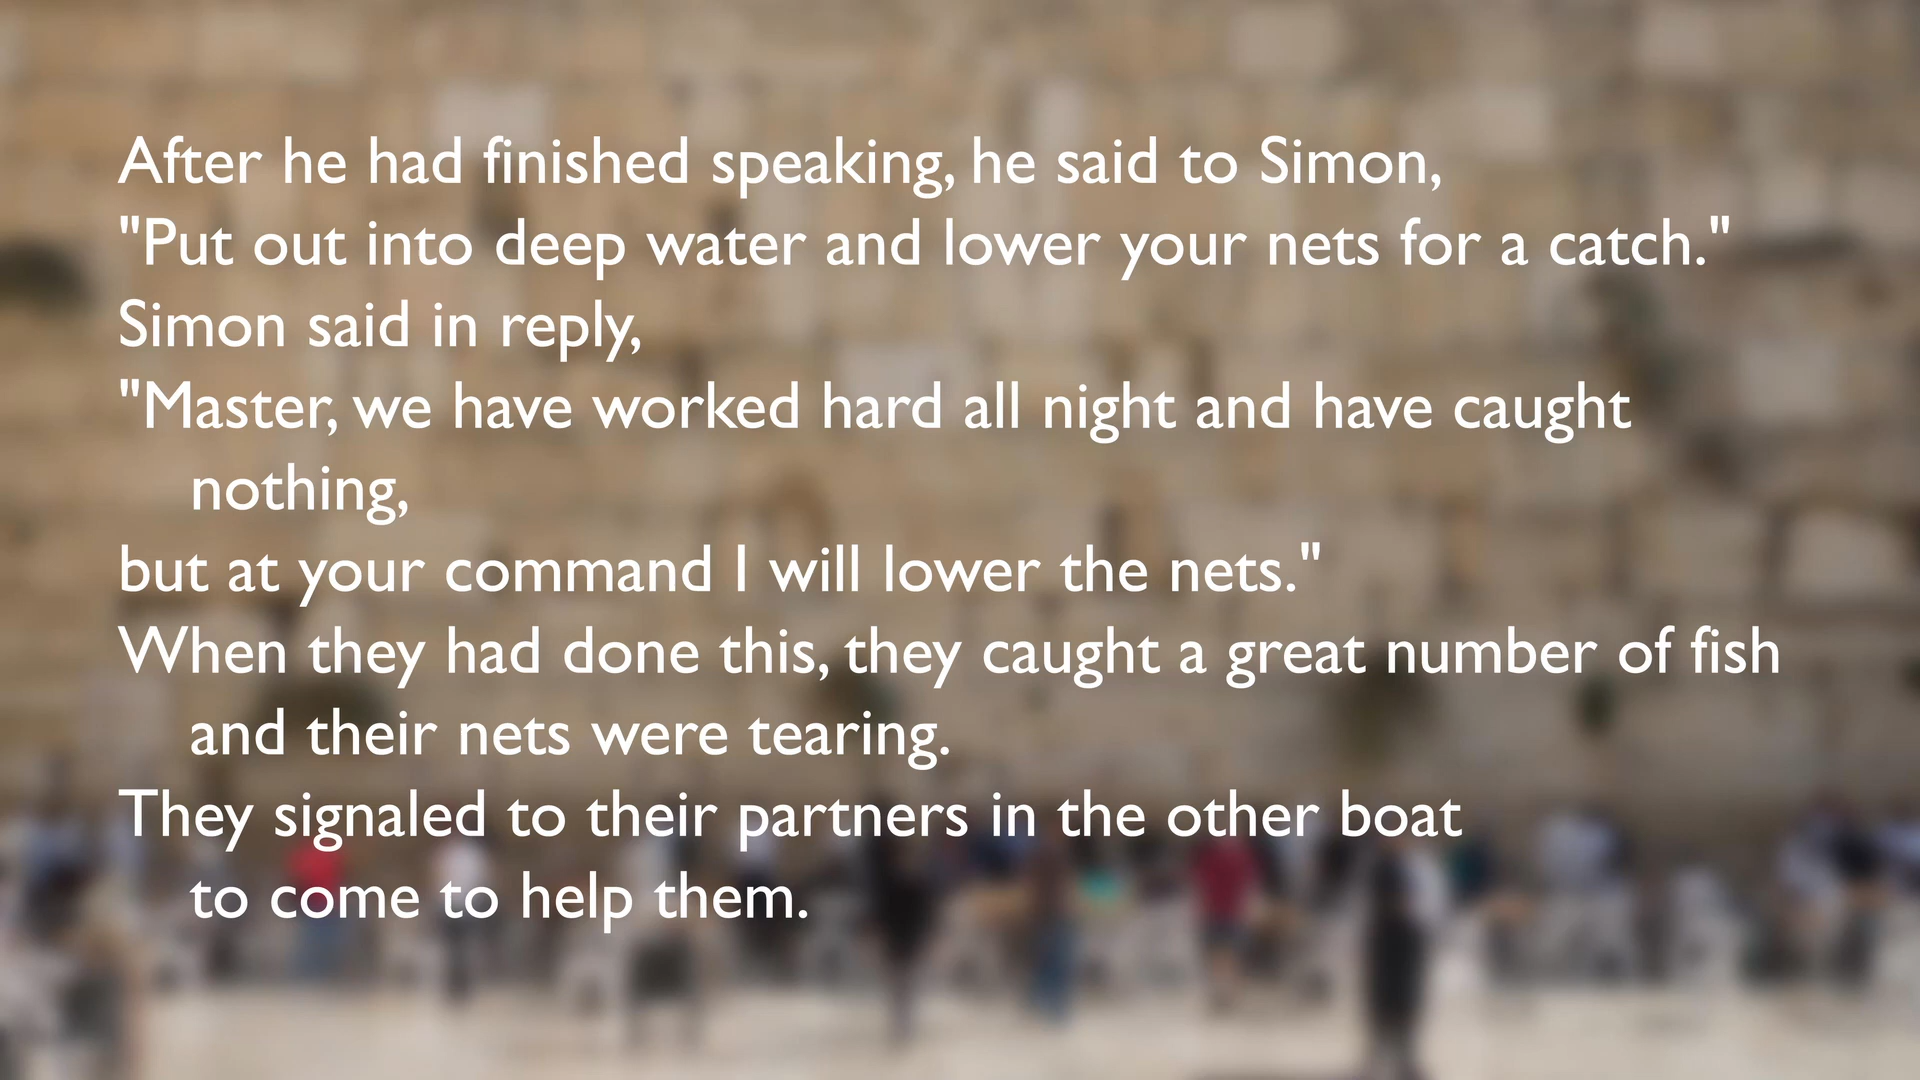 After he had finished speaking, he said to Simon,
"Put out into deep water and lower your nets for a catch."
Simon said in reply,
"Master, we have worked hard all night and have caught
nothing,
but at your command I will lower the nets."
When they had done this, they caught a great number of fish
and their nets were tearing.
They signaled to their partners in the other boat
to come to help them.